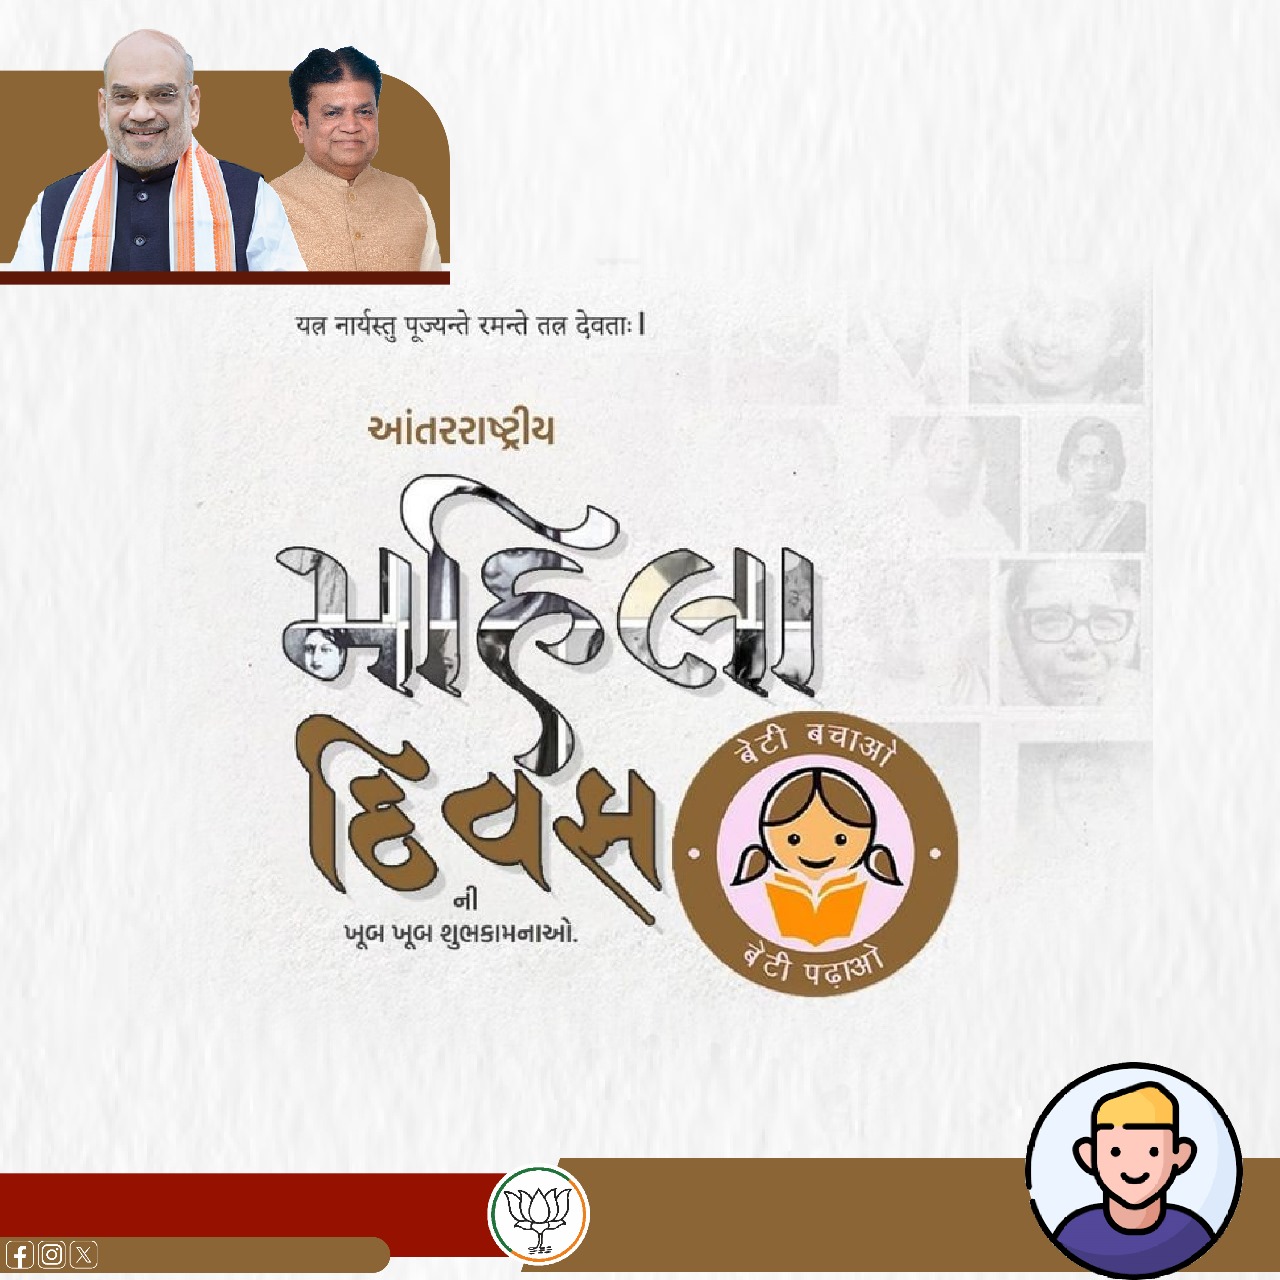 यत्र नार्यस्तु पूज्यन्ते रमन्ते तत्र देवताः।
આંતરરાષ્ટ્રીય
મહિલા
દિવસ
ની
ખૂબ ખૂબ શુભકામનાઓ.
बेटी बचाओ
बेटी पढ़ाओ